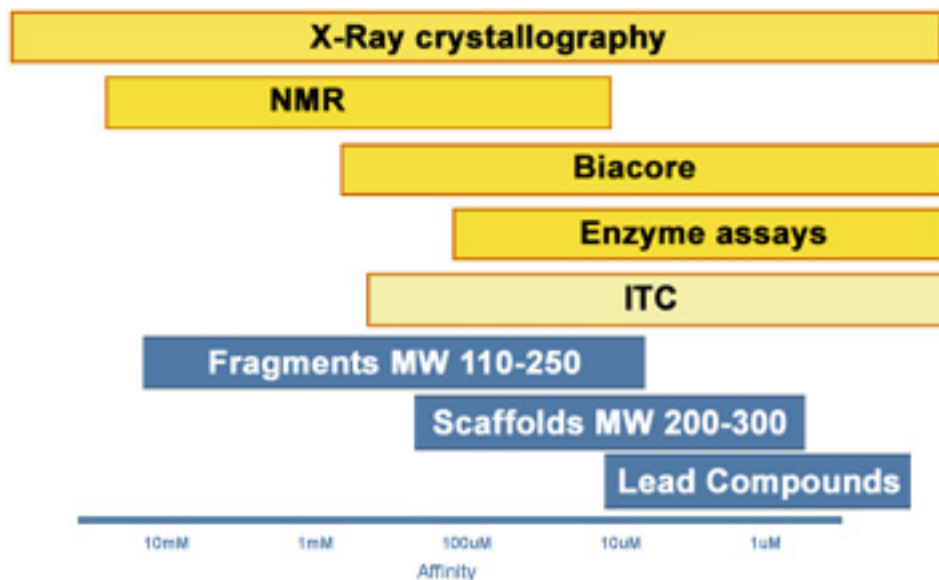 X-Ray crystallography
NMR
Biacore
Enzyme assays
ITC
Fragments MW 110-250
Scaffolds MW 200-300
Lead Compounds
10mM 1mM 100uM 10uM 1uM
Affinity